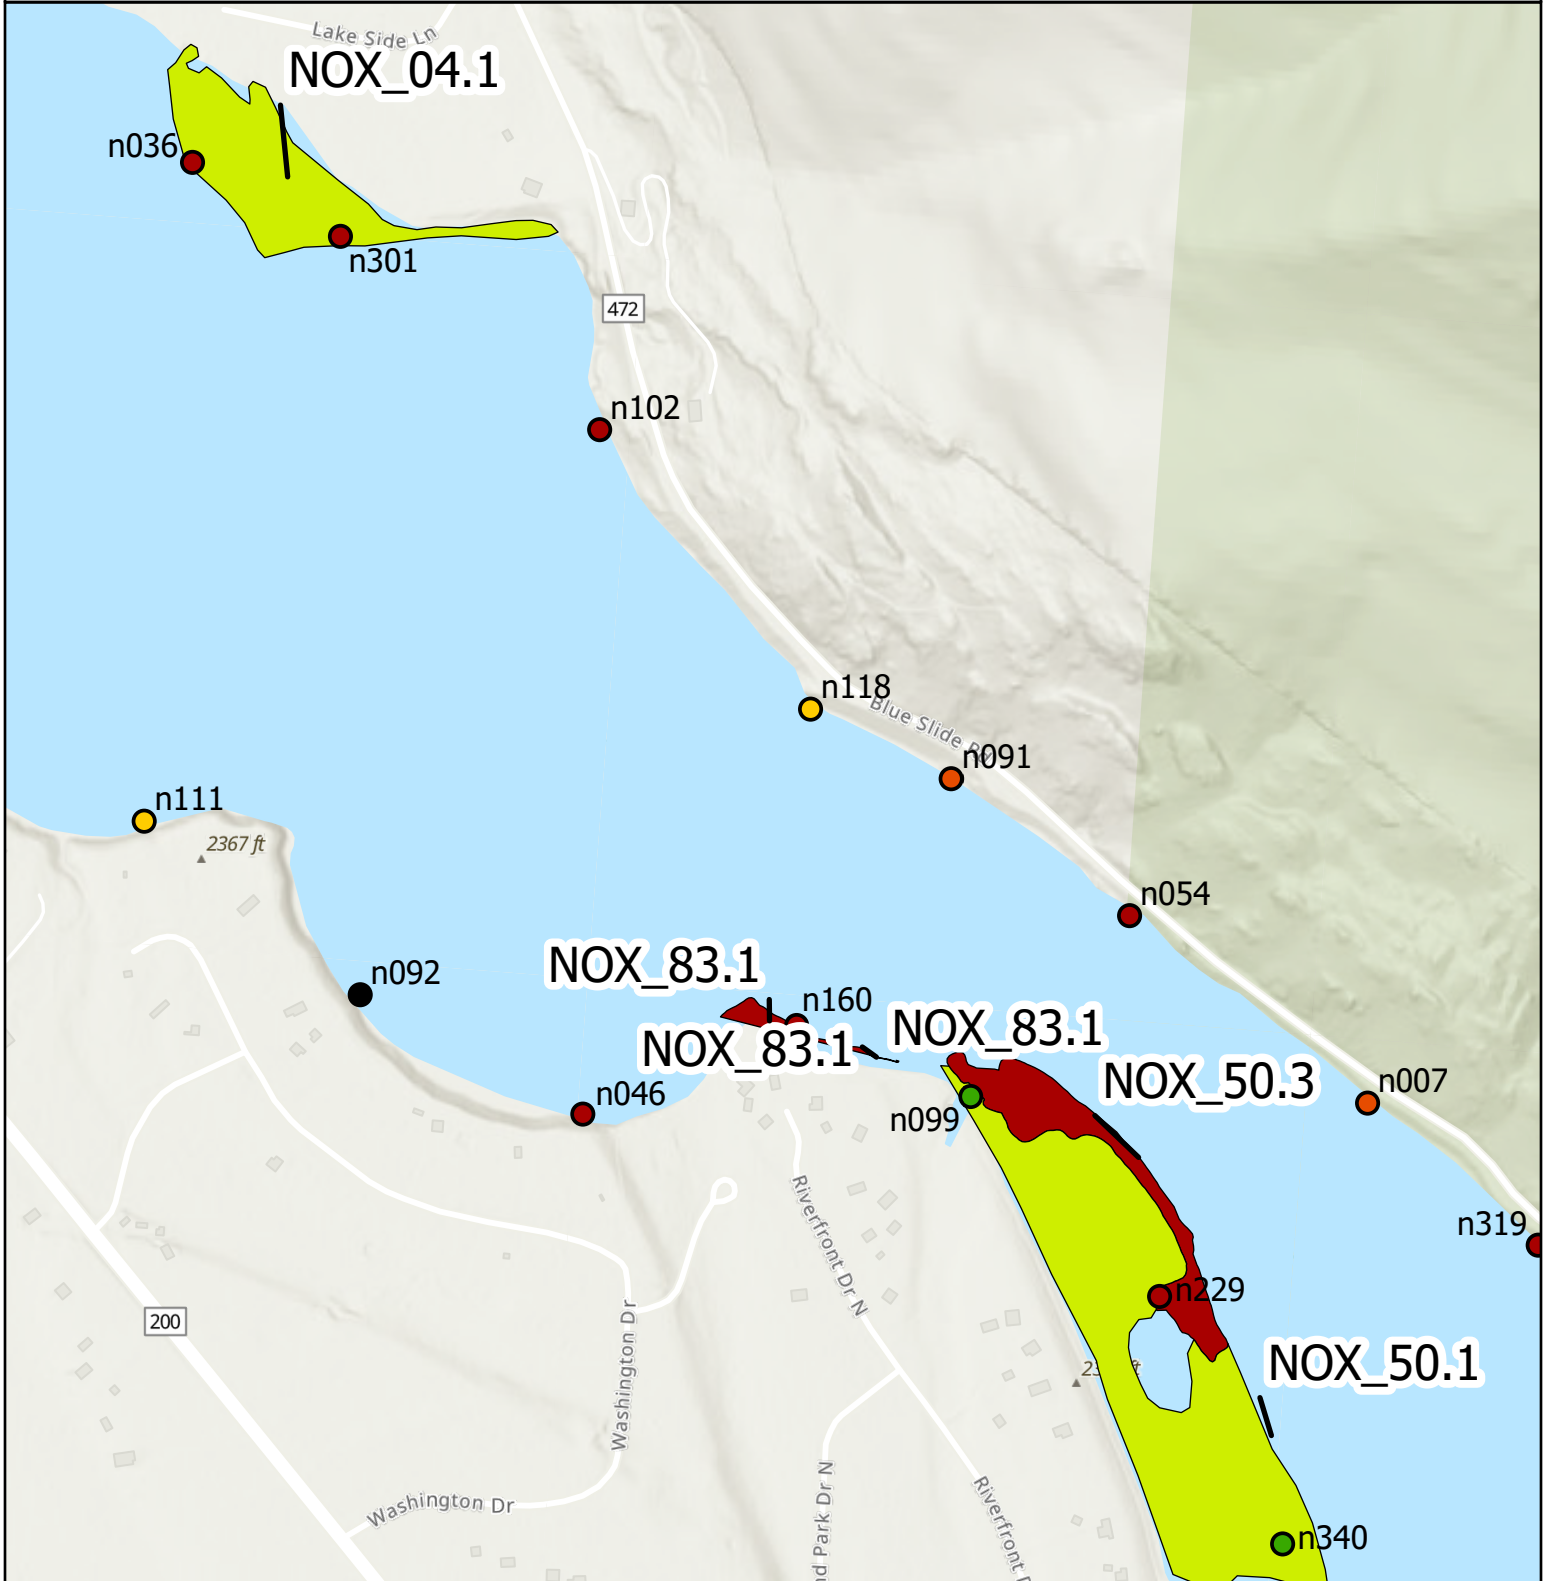 Lake Side Ln
NOX_04.1
n036
n301
472
n102
n118
Blue Slide Rd
n091
n111
2367 ft
n054
NOX_83.1
n092
n160
NOX_83.1
NOX_83.1
NOX_50.3
n007
n046
n099
Riverfront Dr N
n319
n229
200
Washington Dr
NOX_50.1
Washington Dr
Park Dr N
Riverfront
n340